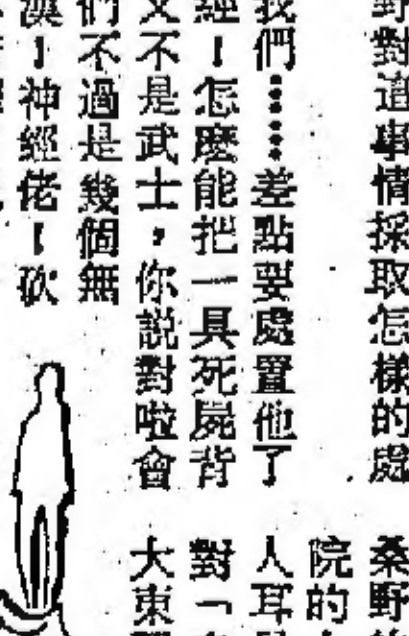 野對這事情採取怎樣的處
我們……差點要處置他了
經！怎麼能把一具死屍背
又不是武士，你説對啦會
們不過是幾個無
漢！神經佬！砍
桑野
院的
人耳
對「
大東